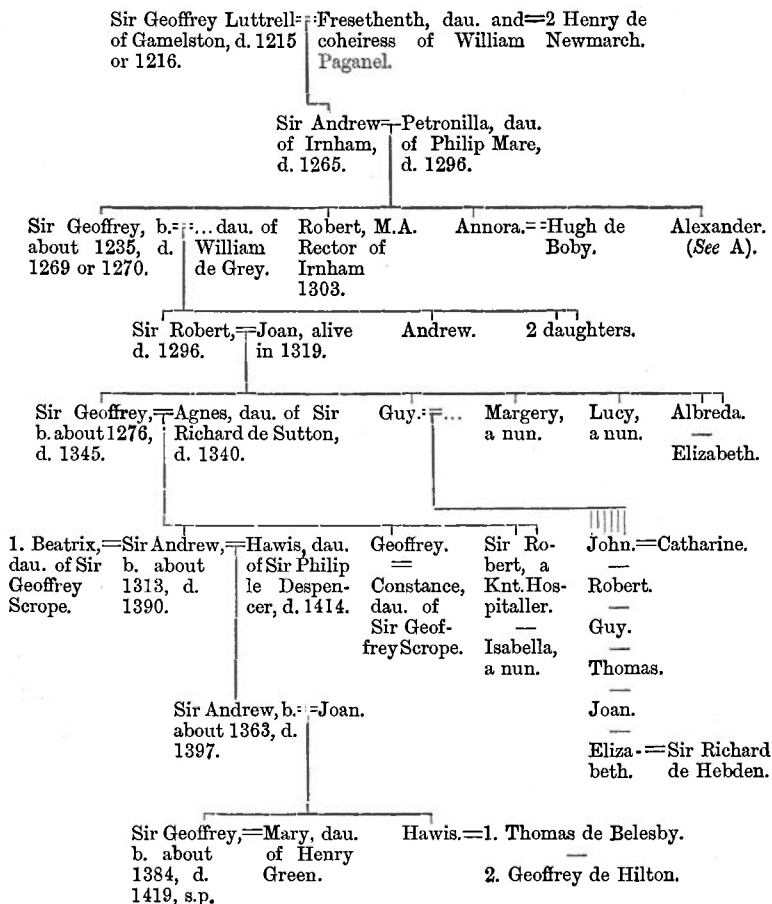 Sir Geoffrey Luttrell==Fresethenth, dau. and=2 Henry de
of Gamelston, d. 1215 coheiress of William Newmarch.
or 1216. Paganel.
Sir Andrew=Petronilla, dau.
of Irnham, of Philip Mare,
d. 1265. d. 1296.
Sir Geoffrey, b.==... dau. of Robert, M.A. Annora.==Hugh de Alexander.
about 1235, d. William Rector of Boby. (See A).
1269 or 1270. de Grey. Irnham
1303.
Sir Robert,=Joan, alive Andrew. 2 daughters.
d. 1296. in 1319.
Sir Geoffrey,=Agnes, dau. of Sir Guy.==... Margery, Lucy, Albreda.
b. about 1276, Richard de Sutton, a nun. a nun. —
d. 1345. d. 1340. Elizabeth.
1. Beatrix,=Sir Andrew,=Hawis, dau. Geoffrey. Sir Ro- John.=Catharine.
dau. of Sir b. about of Sir Philip = bert, a —
Geoffrey 1313, d. le Despen- Constance, Knt. Hos- Robert.
Scrope. 1390. cer, d. 1414. dau. of pitaller. —
Sir Geof- — Guy.
frey Scrope. Isabella, —
a nun. Thomas.
—
Sir Andrew, b.==Joan. Joan.
about 1363, d. —
1397. Eliza-=Sir Richard
beth. de Hebden.
Sir Geoffrey,=Mary, dau. Hawis.=1. Thomas de Belesby.
b. about of Henry —
1384, d. Green. 2. Geoffrey de Hilton.
1419, s.p.